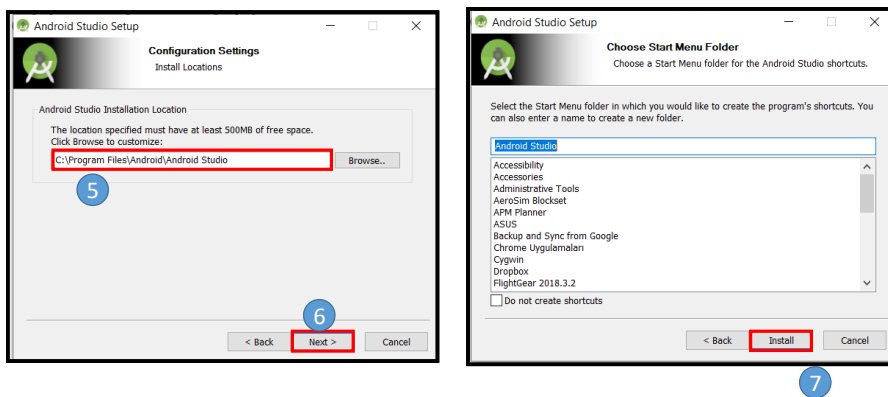 Android Studio Setup
Configuration Settings
Install Locations
Android Studio Installation Location
The location specified must have at least 500MB of free space.
Click Browse to customize:
C:\Program Files\Android\Android Studio
Browse..
5
6
< Back
Next >
Cancel
Android Studio Setup
Choose Start Menu Folder
Choose a Start Menu folder for the Android Studio shortcuts.
Select the Start Menu folder in which you would like to create the program's shortcuts. You
can also enter a name to create a new folder.
Android Studio
Accessibility
Accessories
Administrative Tools
AeroSim Blockset
APM Planner
ASUS
Backup and Sync from Google
Chrome Uygulamaları
Cygwin
Dropbox
FlightGear 2018.3.2
Do not create shortcuts
< Back
Install
Cancel
7